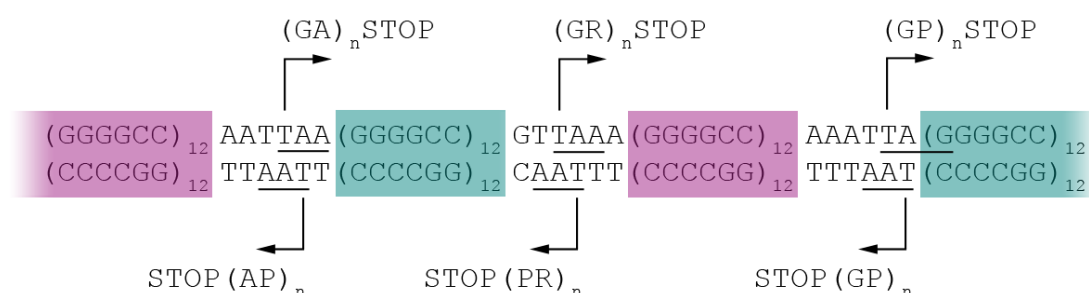 (GA)nSTOP (GR)nSTOP (GP)nSTOP
(GGGGCC)12 AATTAA(GGGGCC)12 GTTAAA(GGGGCC)12 AAATTA(GGGGCC)12
(CCCCGG)12 TTAATT(CCCCGG)12 CAATTT(CCCCGG)12 TTTAAT(CCCCGG)12
STOP(AP)n STOP(PR)n STOP(GP)n